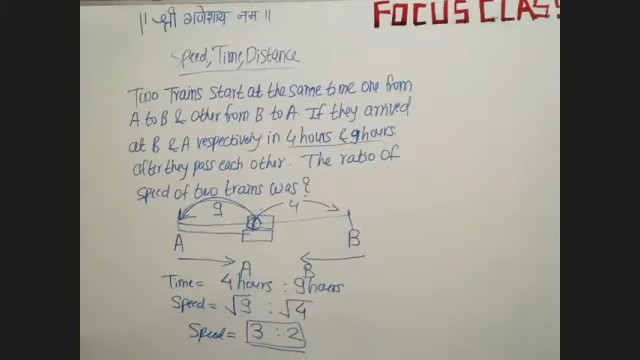 || श्री गणेशाय नम ||
FOCUS CLASS
Speed, Time, Distance
Two Trains start at the same time one from
A to B & other from B to A. If they arrived
at B & A respectively in 4 hours & 9 hours
after they pass each other. The ratio of
speed of two trains was?
9 4
A B
A B
Time = 4 hours : 9 hours
Speed = √9 : √4
Speed = 3 : 2